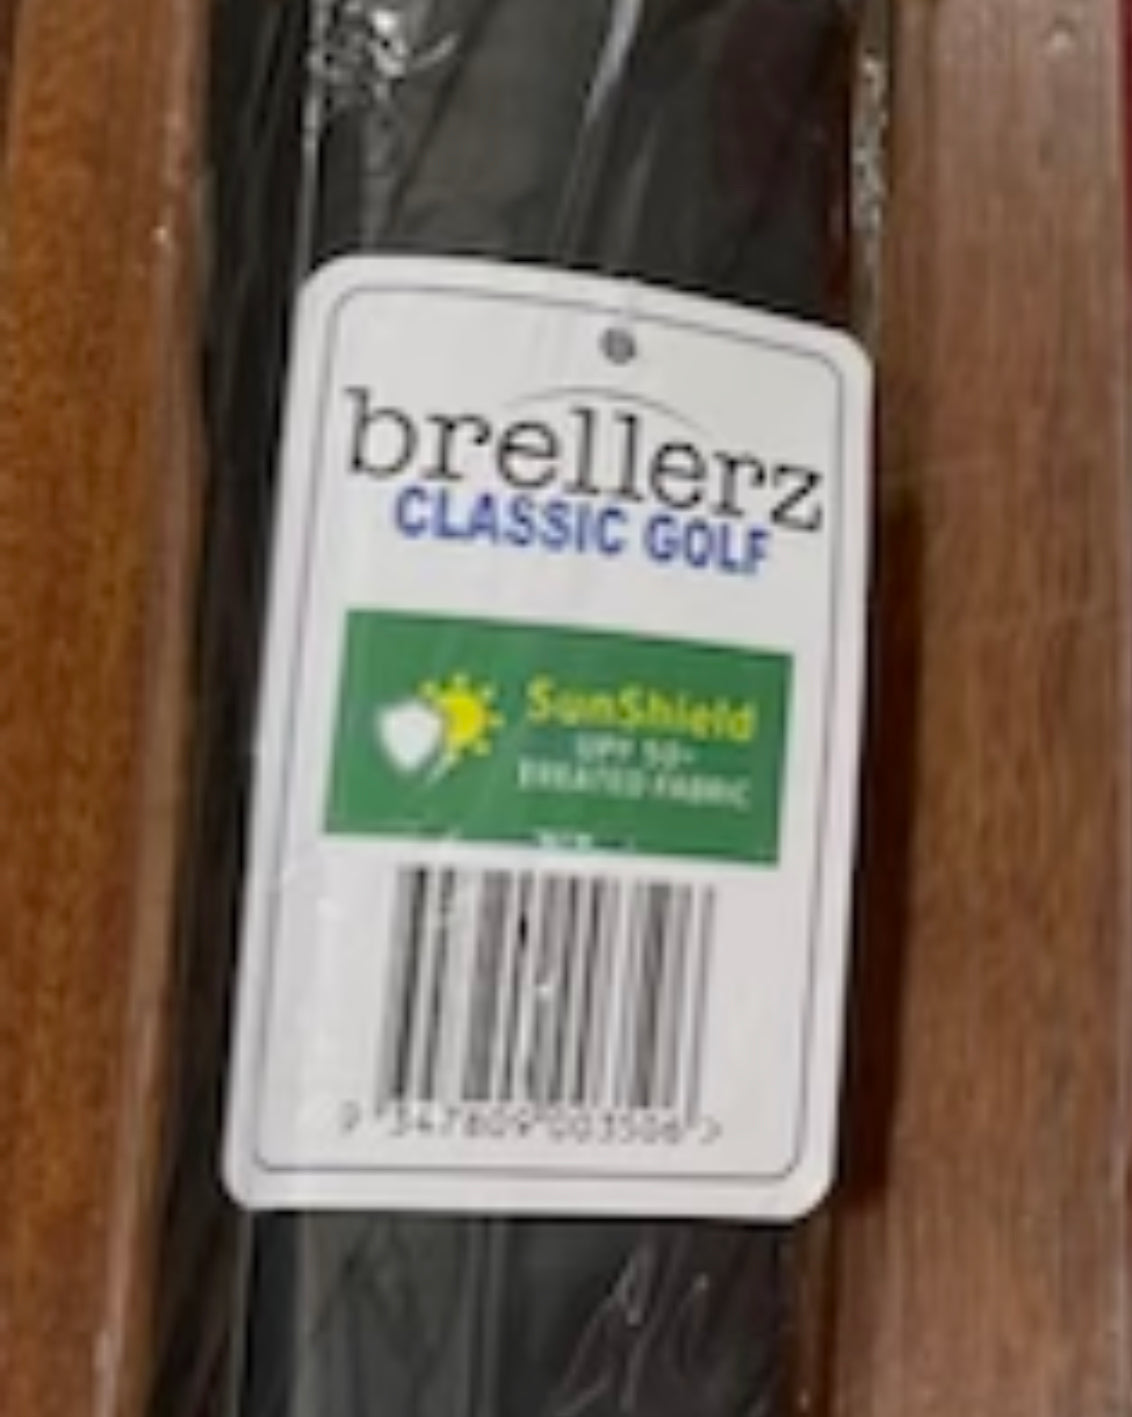 brellerz
CLASSIC GOLF
SunShield
UPF 50+
TREATED FABRIC
9 347809 003506 >